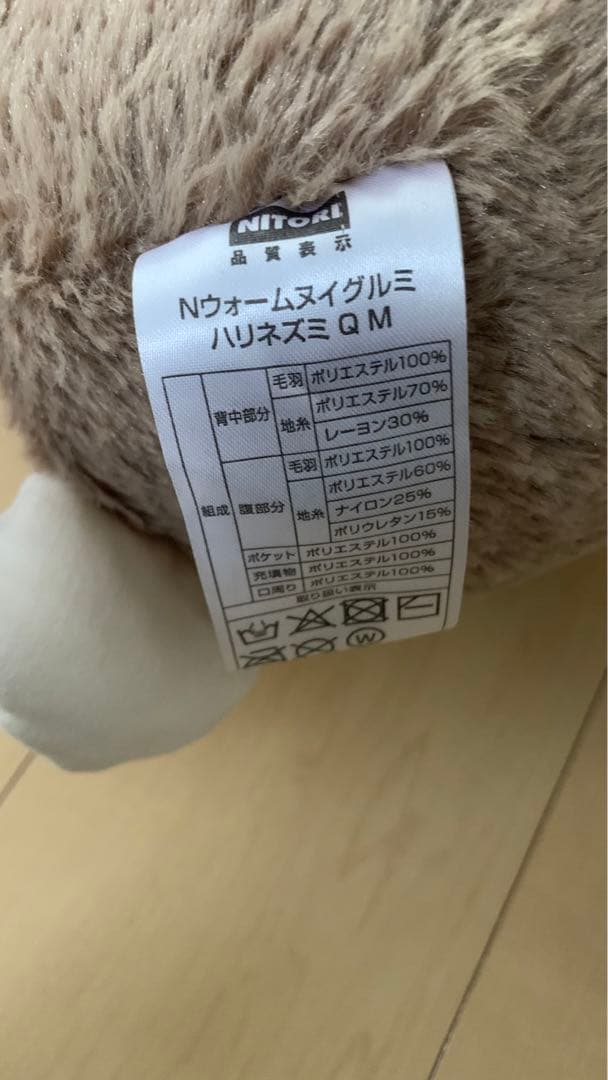 NITORI
品質表示
Nウォームヌイグルミ
ハリネズミ Q M
組成 背中部分 毛羽 ポリエステル100%
地糸 ポリエステル70%
レーヨン30%
腹部分 毛羽 ポリエステル100%
地糸 ポリエステル60%
ナイロン25%
ポリウレタン15%
ポケット ポリエステル100%
充填物 ポリエステル100%
口周り ポリエステル100%
取り扱い表示
W